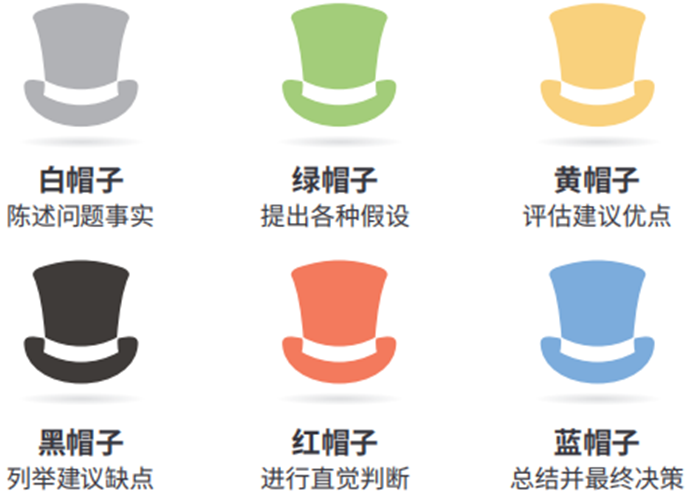 白帽子
陈述问题事实
绿帽子
提出各种假设
黄帽子
评估建议优点
黑帽子
列举建议缺点
红帽子
进行直觉判断
蓝帽子
总结并最终决策